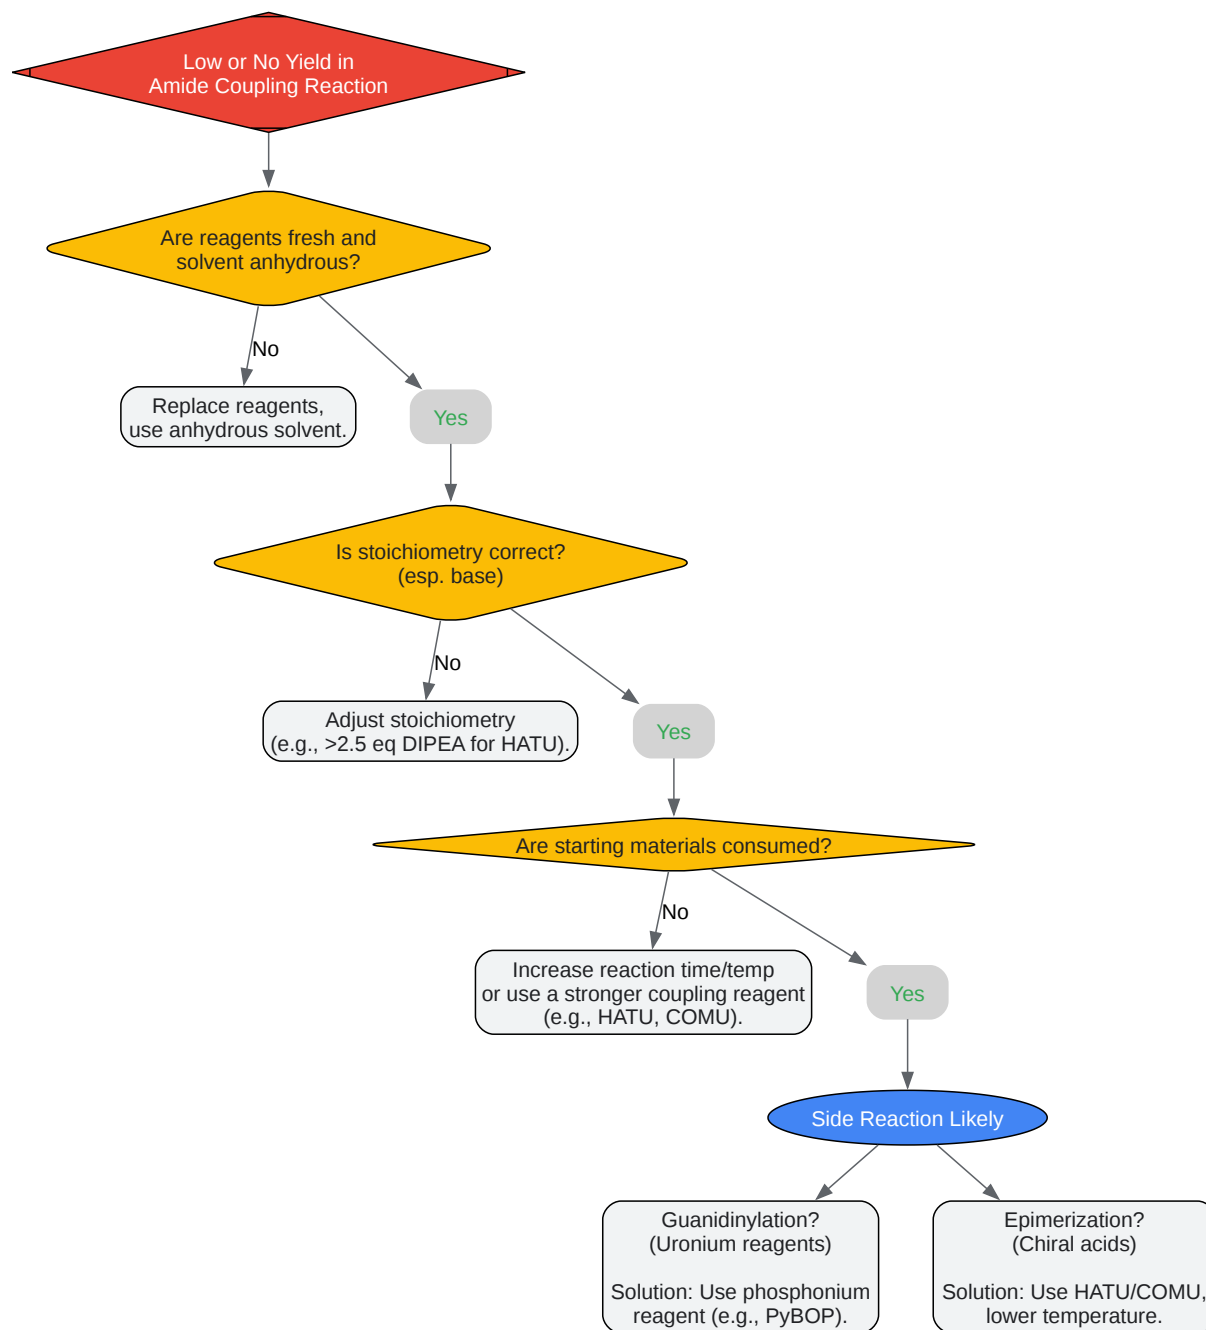 Low or No Yield in
Amide Coupling Reaction
Are reagents fresh and
solvent anhydrous?
No
Replace reagents,
use anhydrous solvent.
Yes
Is stoichiometry correct?
(esp. base)
No
Adjust stoichiometry
(e.g., >2.5 eq DIPEA for HATU).
Yes
Are starting materials consumed?
No
Increase reaction time/temp
or use a stronger coupling reagent
(e.g., HATU, COMU).
Yes
Side Reaction Likely
Guanidinylation?
(Uronium reagents)
Solution: Use phosphonium
reagent (e.g., PyBOP).
Epimerization?
(Chiral acids)
Solution: Use HATU/COMU,
lower temperature.